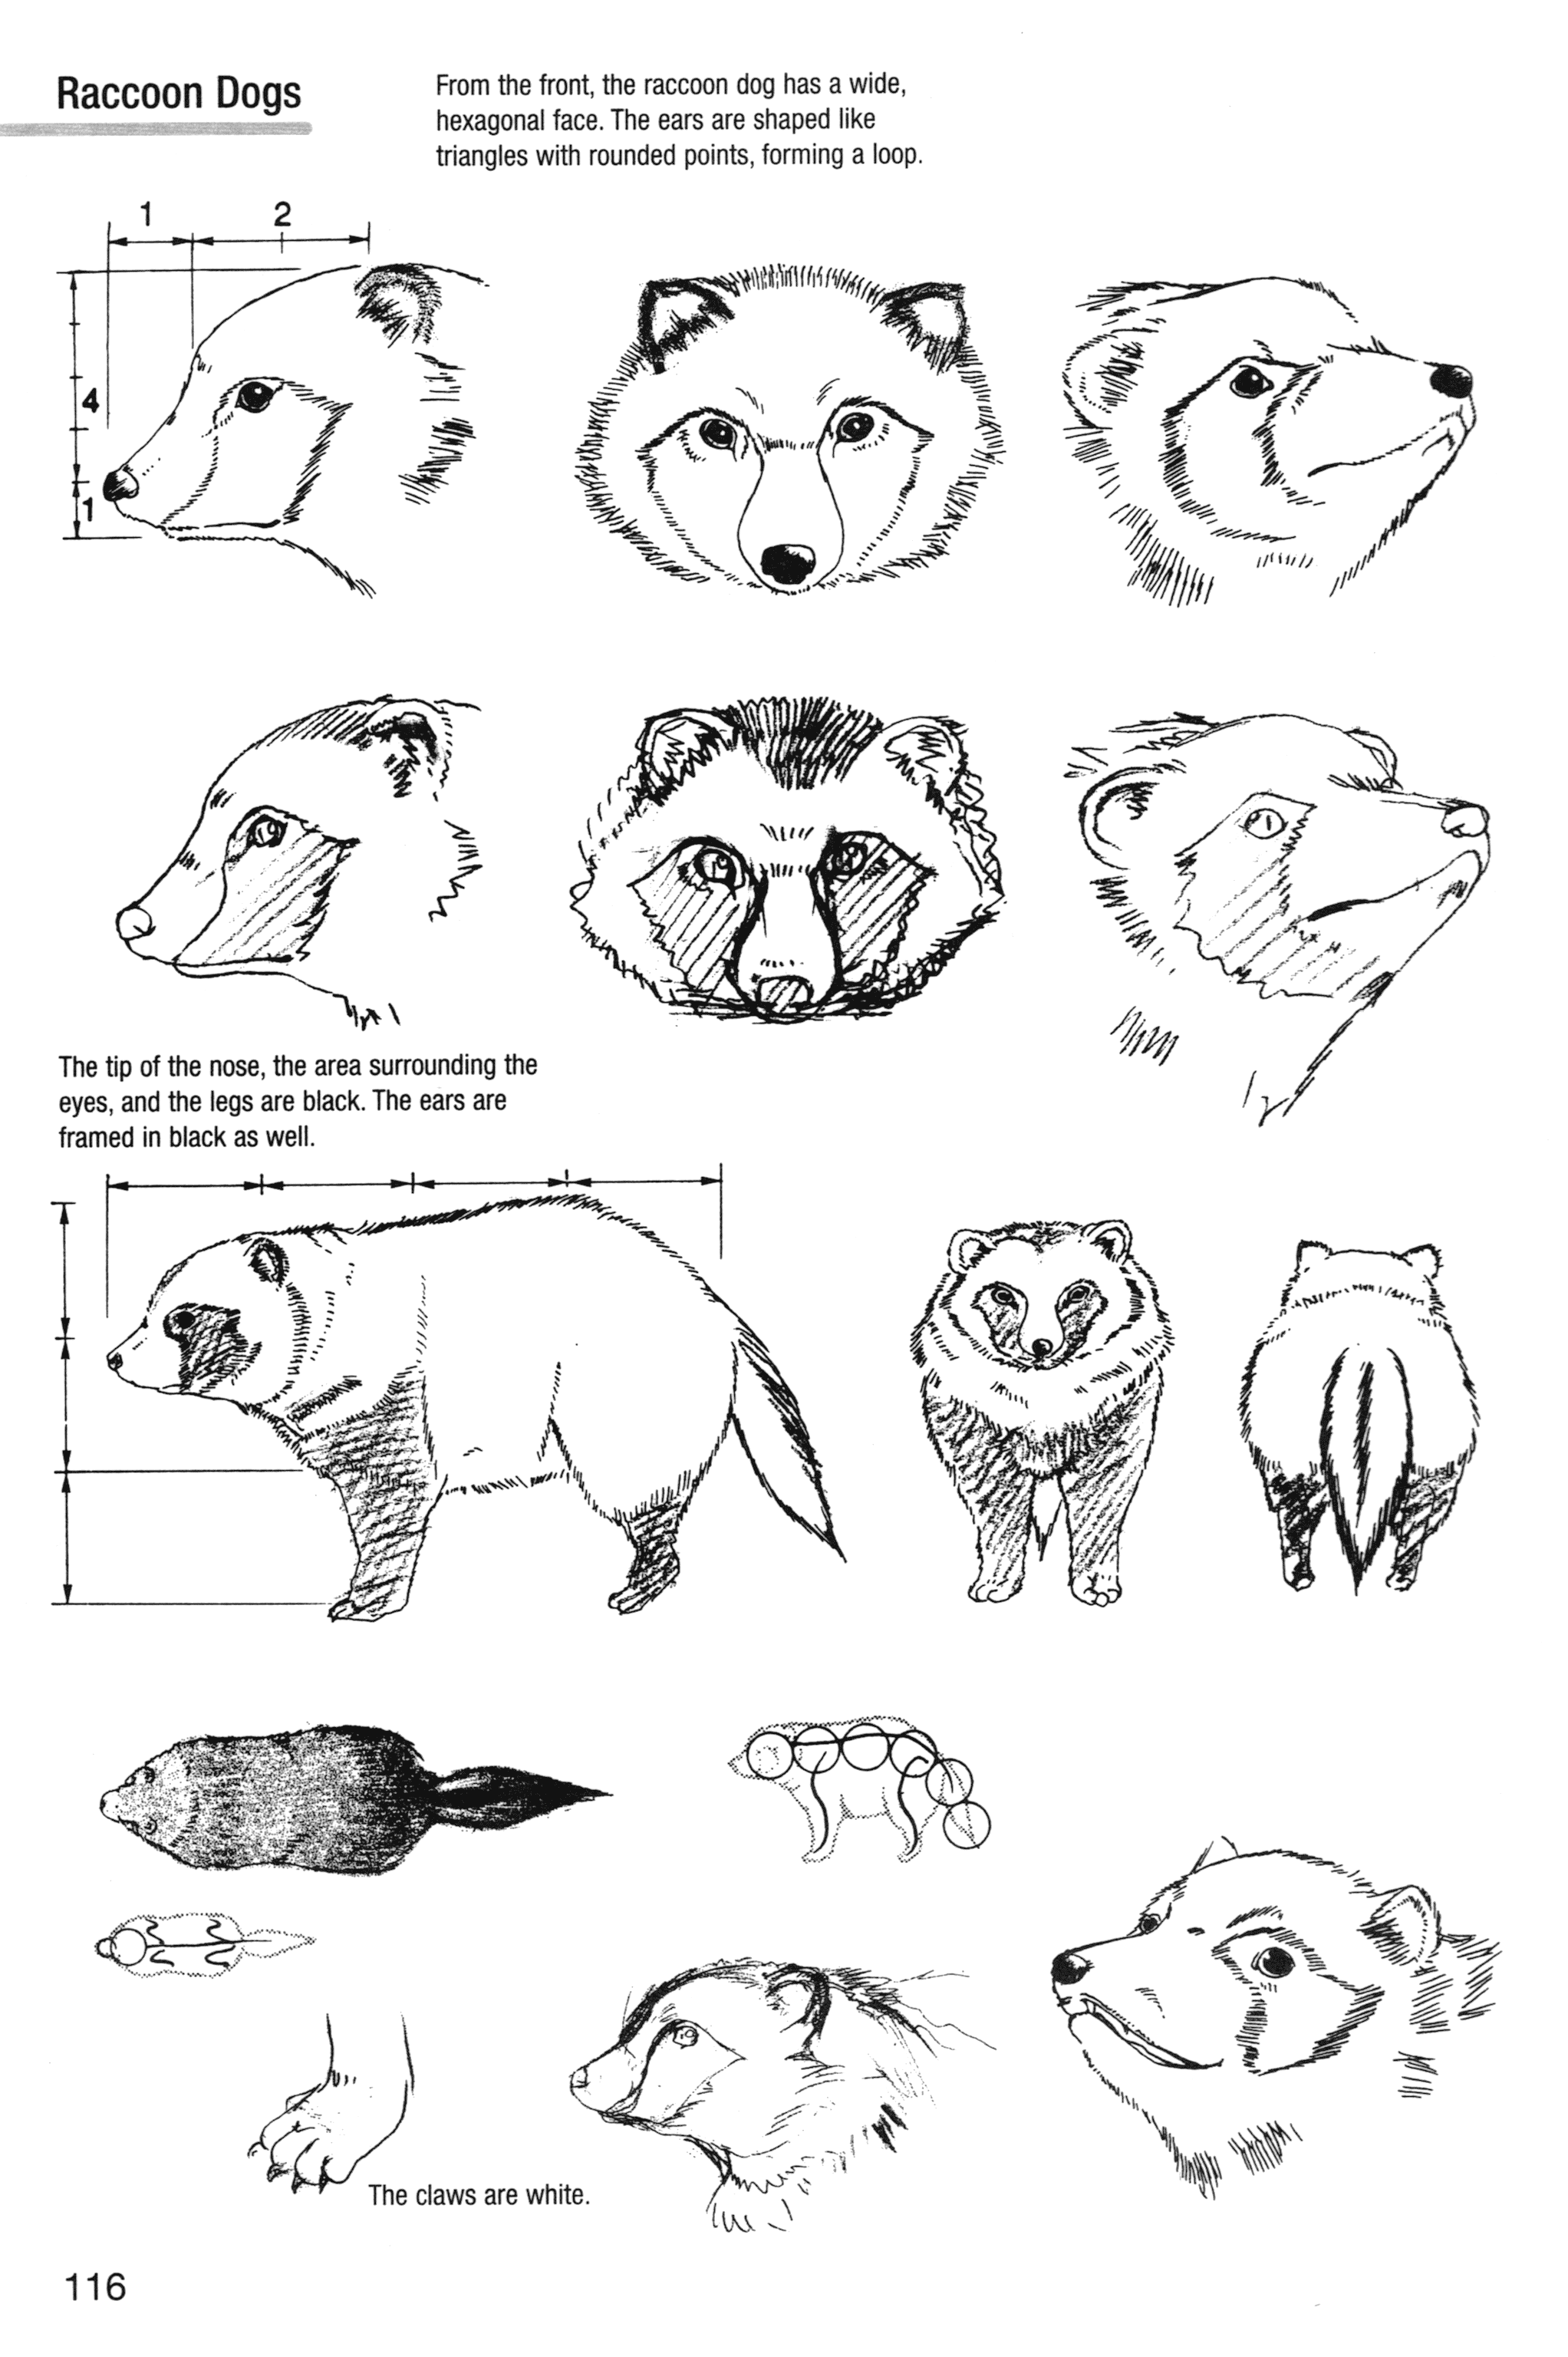 Raccoon Dogs
From the front, the raccoon dog has a wide,
hexagonal face. The ears are shaped like
triangles with rounded points, forming a loop.
1 2
4
1
The tip of the nose, the area surrounding the
eyes, and the legs are black. The ears are
framed in black as well.
The claws are white.
116